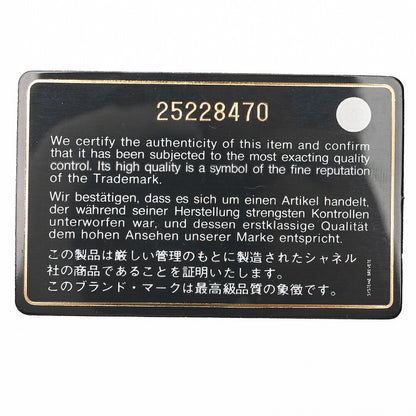 25228470
We certify the authenticity of this item and confirm
that it has been subjected to the most exacting quality
control. Its high quality is a symbol of the fine reputation
of the Trademark.
Wir bestätigen, dass es sich um einen Artikel handelt,
der während seiner Herstellung strengsten Kontrollen
unterworfen war, und dessen erstklassige Qualität
dem hohen Ansehen unserer Marke entspricht.
この製品は厳しい管理のもとに製造されたシャネル
社の商品であることを証明いたします。
このブランド・マークは最高級品質の象徴です。